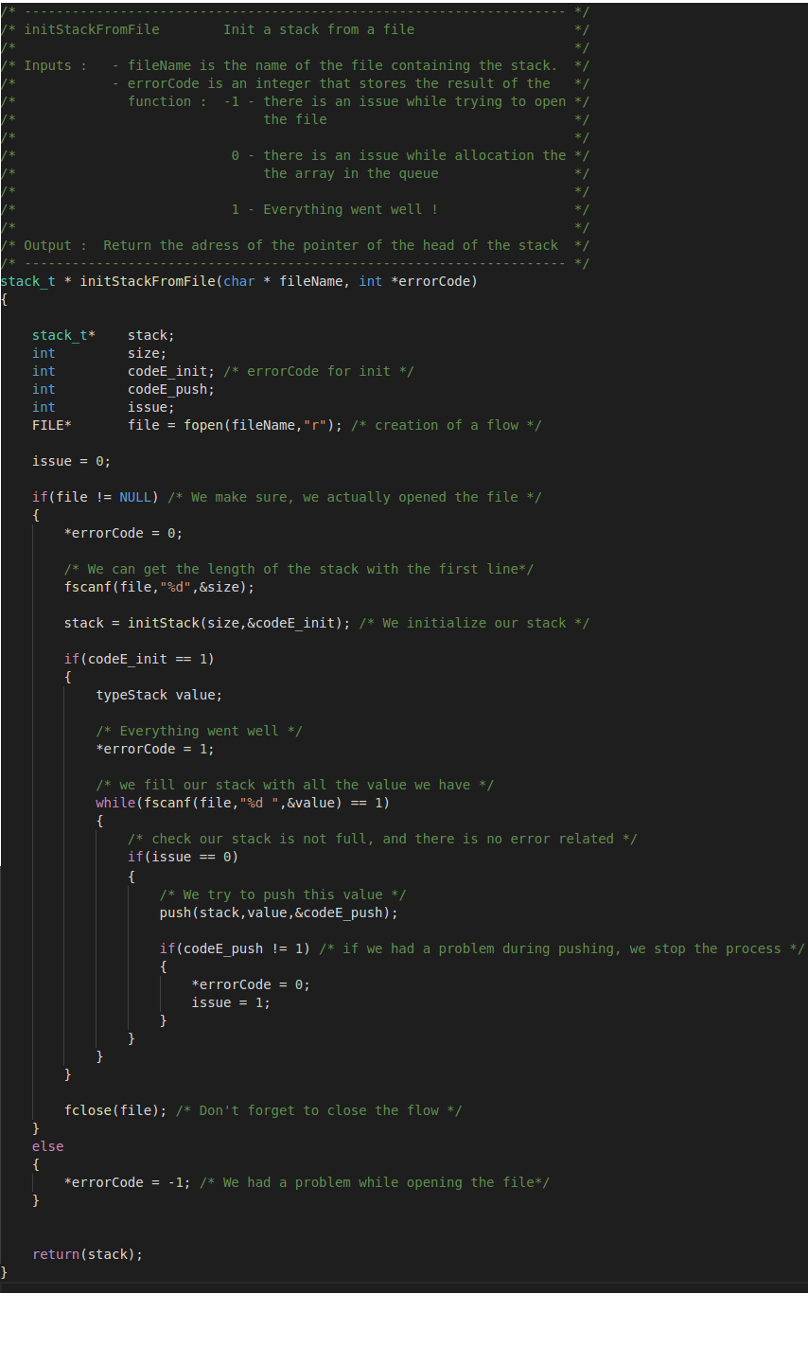 /* -------------------------------------------------------------------- */
/* initStackFromFile        Init a stack from a file                    */
/*                                                                      */
/* Inputs :   - fileName is the name of the file containing the stack.  */
/*            - errorCode is an integer that stores the result of the   */
/*              function :  -1 - there is an issue while trying to open */
/*                               the file                               */
/*                                                                      */
/*                           0 - there is an issue while allocation the */
/*                               the array in the queue                 */
/*                                                                      */
/*                           1 - Everything went well !                 */
/*                                                                      */
/* Output :  Return the adress of the pointer of the head of the stack  */
/* -------------------------------------------------------------------- */
stack_t * initStackFromFile(char * fileName, int *errorCode)
{
    stack_t*    stack;
    int         size;
    int         codeE_init; /* errorCode for init */
    int         codeE_push;
    int         issue;
    FILE*       file = fopen(fileName,"r"); /* creation of a flow */
    issue = 0;
    if(file != NULL) /* We make sure, we actually opened the file */
    {
        *errorCode = 0;
        /* We can get the length of the stack with the first line*/
        fscanf(file,"%d",&size);
        stack = initStack(size,&codeE_init); /* We initialize our stack */
        if(codeE_init == 1)
        {
            typeStack value;
            /* Everything went well */
            *errorCode = 1;
            /* we fill our stack with all the value we have */
            while(fscanf(file,"%d ",&value) == 1)
            {
                /* check our stack is not full, and there is no error related */
                if(issue == 0)
                {
                    /* We try to push this value */
                    push(stack,value,&codeE_push);
                    if(codeE_push != 1) /* if we had a problem during pushing, we stop the process */
                    {
                        *errorCode = 0;
                        issue = 1;
                    }
                }
            }
        }
        fclose(file); /* Don't forget to close the flow */
    }
    else
    {
        *errorCode = -1; /* We had a problem while opening the file*/
    }
    return(stack);
}